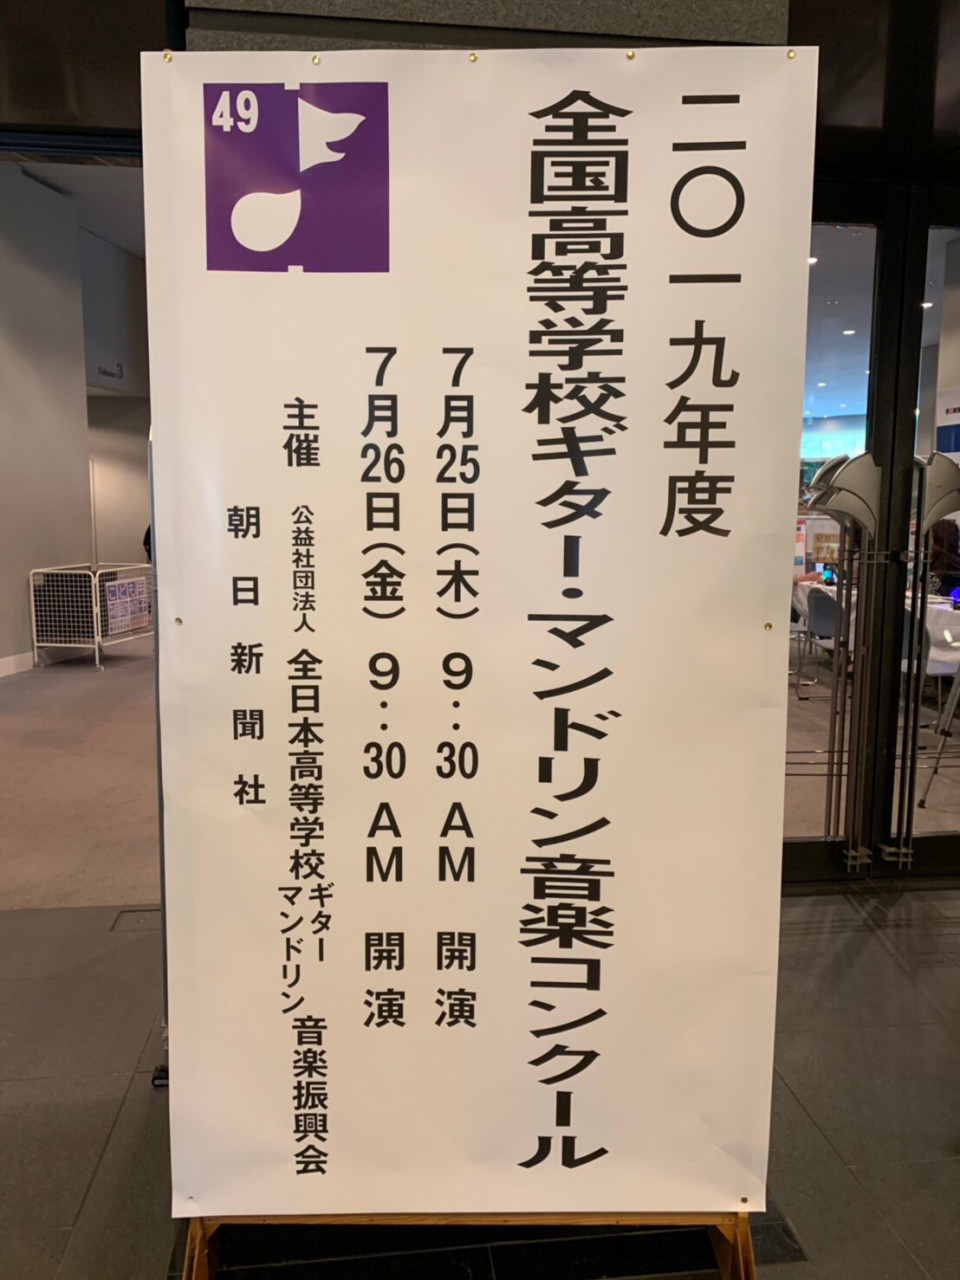 二〇一九年度
全国高等学校ギター・マンドリン音楽コンクール
7月25日(木) 9:30 AM 開演
7月26日(金) 9:30 AM 開演
主催 公益社団法人 全日本高等学校ギターマンドリン音楽振興会
朝日新聞社
49